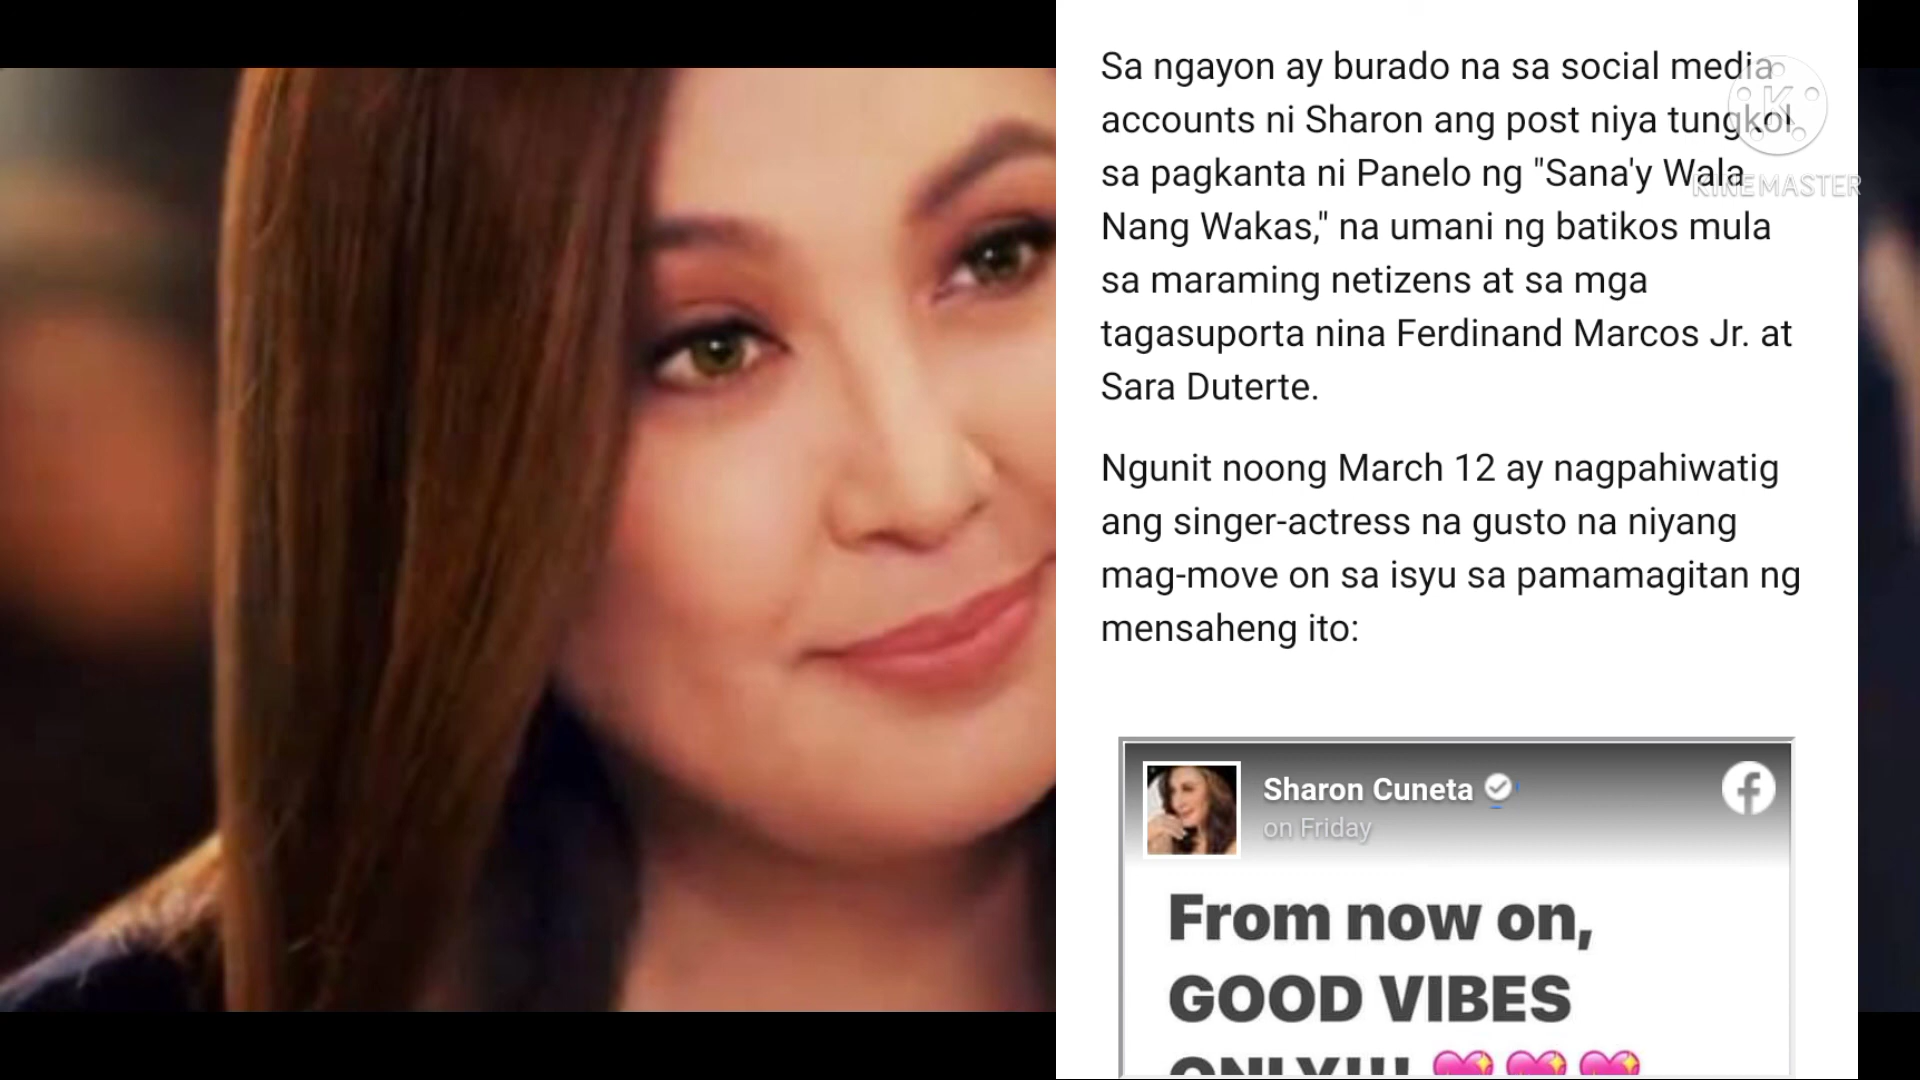 Sa ngayon ay burado na sa social media
accounts ni Sharon ang post niya tungkol
sa pagkanta ni Panelo ng "Sana'y Wala
Nang Wakas," na umani ng batikos mula
sa maraming netizens at sa mga
tagasuporta nina Ferdinand Marcos Jr. at
Sara Duterte.
Ngunit noong March 12 ay nagpahiwatig
ang singer-actress na gusto na niyang
mag-move on sa isyu sa pamamagitan ng
mensaheng ito:
Sharon Cuneta
on Friday
From now on,
GOOD VIBES
ONLY!!! 💖💖💖
K
KINEMASTER